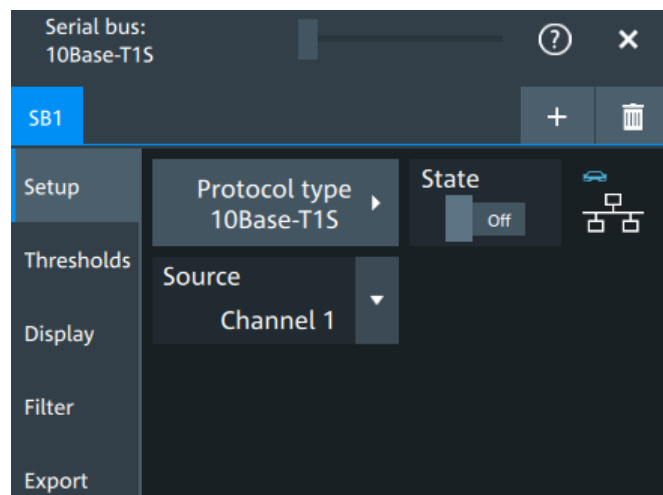 Serial bus:
10Base-T1S
?
SB1
+
Setup
Protocol type
10Base-T1S
State
Off
Thresholds
Source
Channel 1
Display
Filter
Export